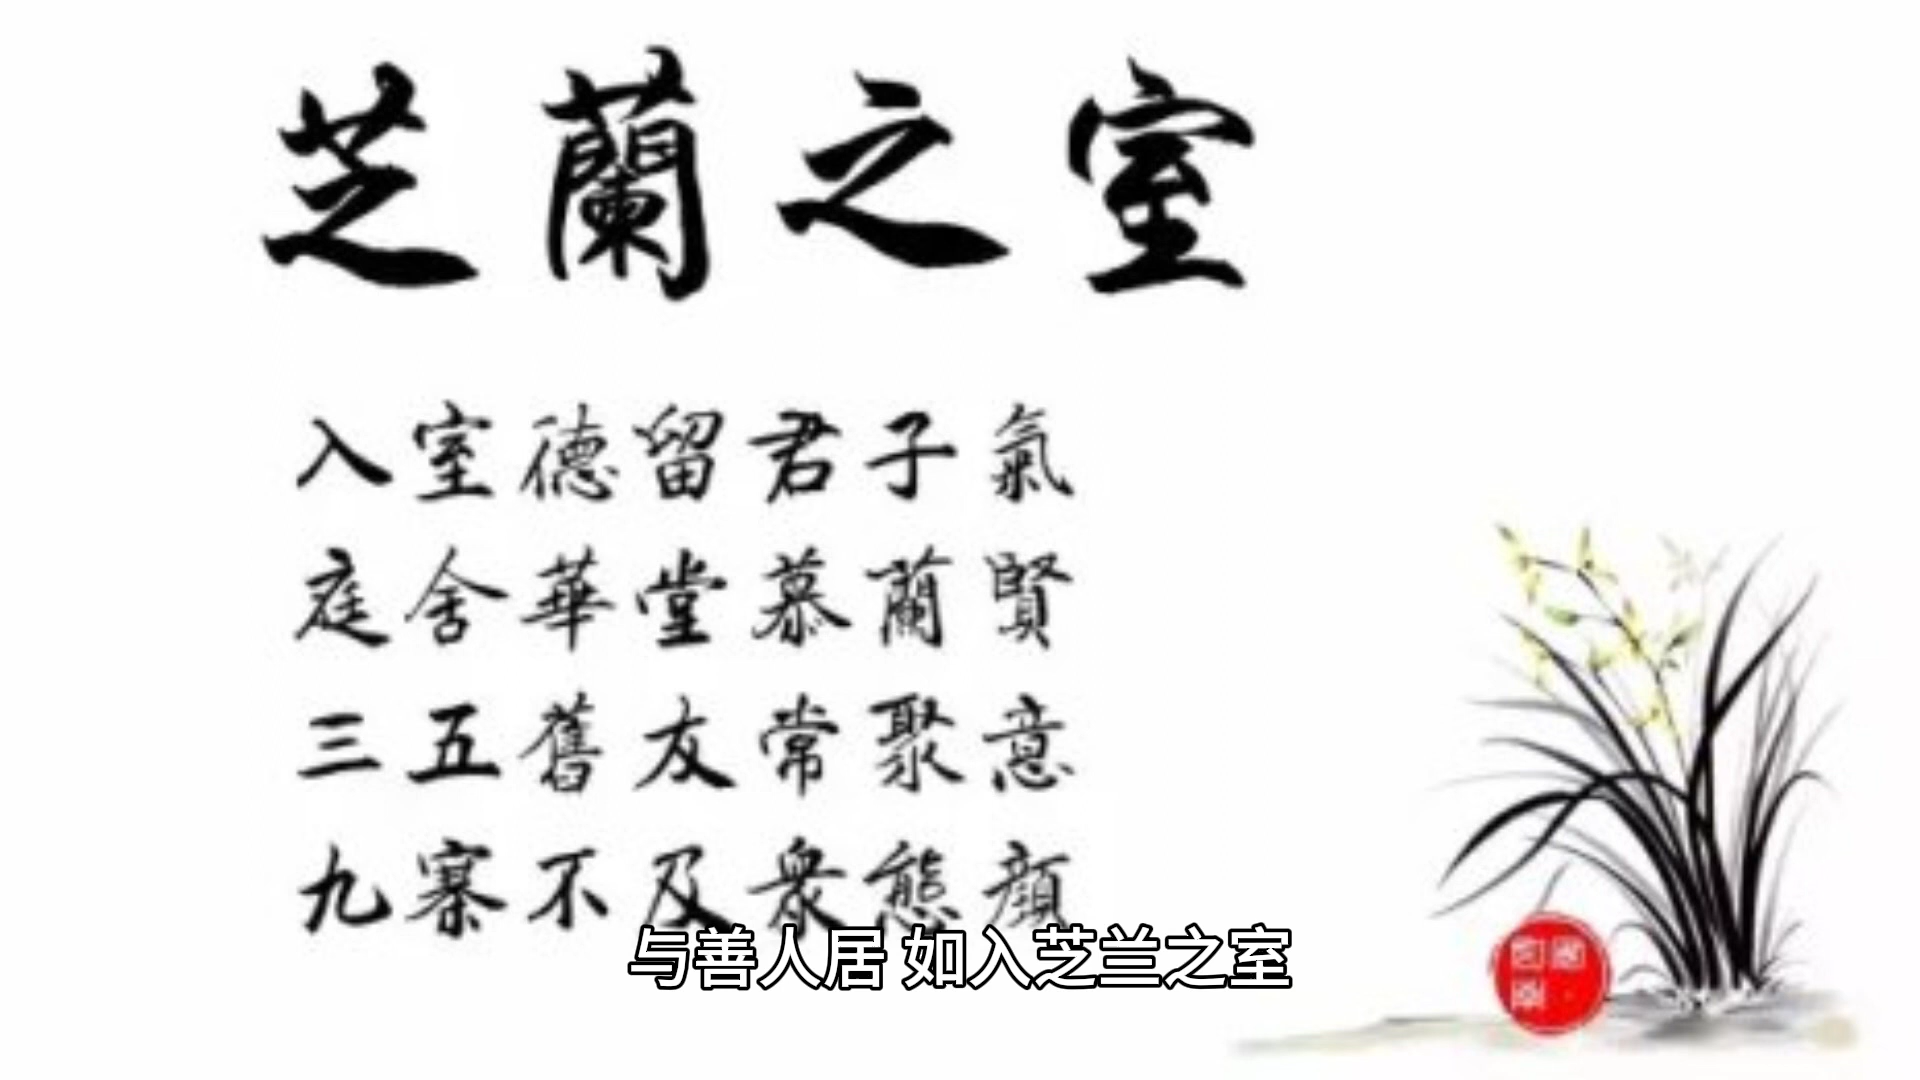 芝蘭之室
入室德留君子氣
庭舍華堂慕蘭賢
三五舊友常聚意
九寨不及衆態顔
与善人居 如入芝兰之室